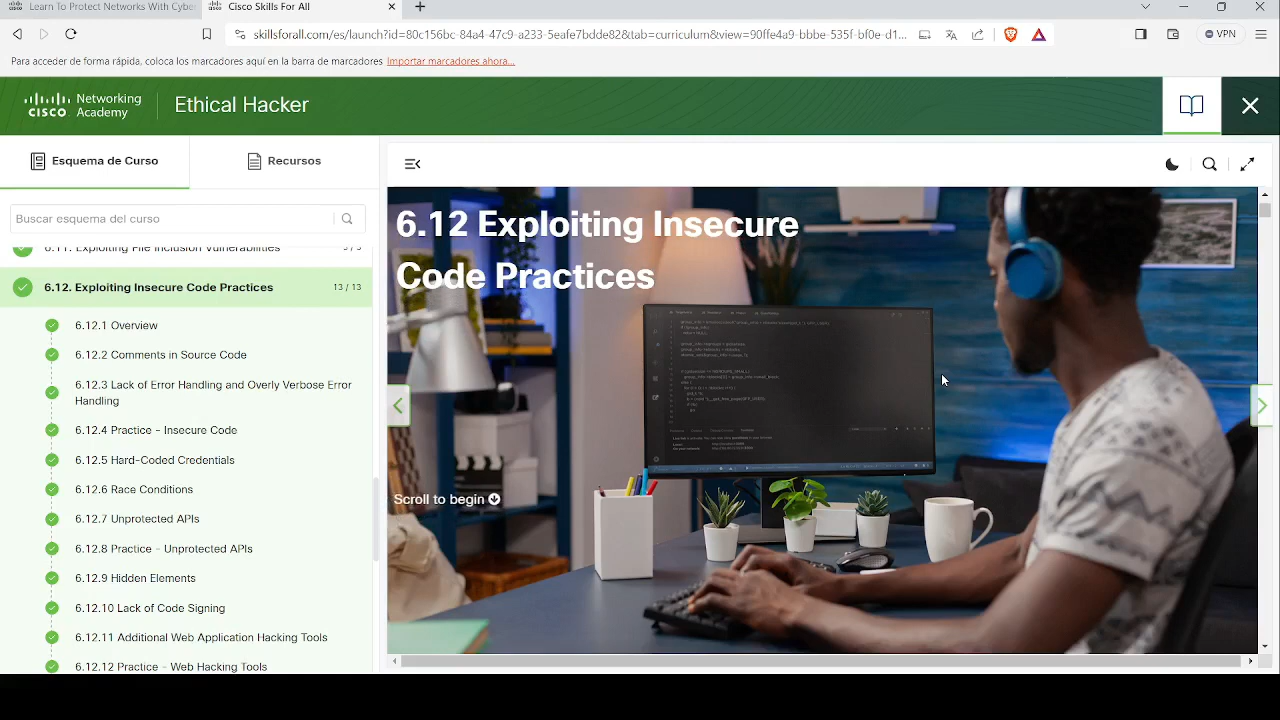 Learn To Protect Networks With Cyber
Cisco Skills For All
skillsforall.com/es/launch?id=80c156bc-84a4-47c9-a233-5eafe7bdde82&tab=curriculum&view=90ffe4a9-bbbe-535f-bf0e-d1...
VPN
Para acceder de forma rápida, coloca los marcadores aquí en la barra de marcadores Importar marcadores ahora...
CISCO Networking Academy
Ethical Hacker
Esquema de Curso
Recursos
Buscar esquema del curso
6.11. Exploiting File Inclusion Vulnerabilities
6.12. Exploiting Insecure Code Practices 13 / 13
6.12.1 Overview
6.12.2 Comments in Source Code
6.12.3 Lack of Error Handling and Overly Verbose Error
Handling
6.12.4 Practice - Insecure Code
6.12.5 Hard-Coded Credentials
6.12.6 Race Conditions
6.12.7 Unprotected APIs
6.12.8 Practice - Unprotected APIs
6.12.9 Hidden Elements
6.12.10 Lack of Code Signing
6.12.11 Additional Web Application Hacking Tools
6.12.12 Practice - Web Hacking Tools
6.12 Exploiting Insecure
Code Practices
Scroll to begin